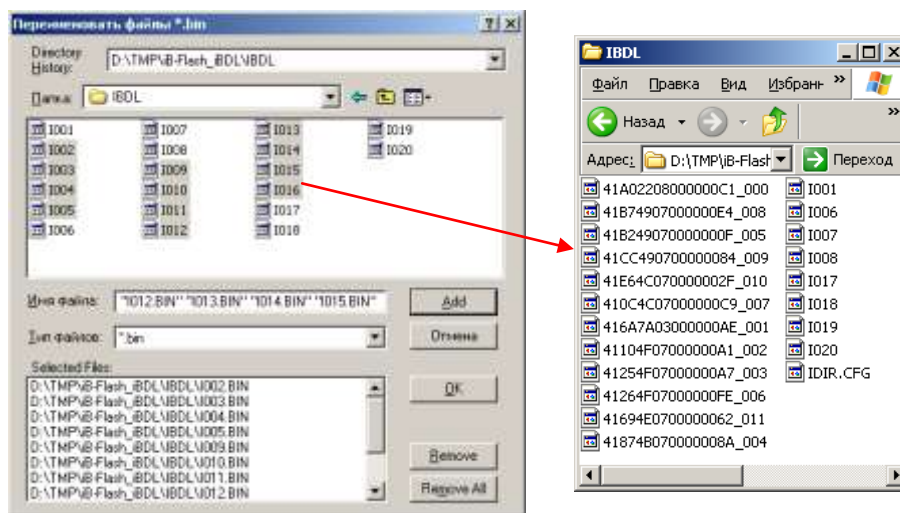 Переименовать файлы *.bin
Directory History:
D:\TMP\iB-Flash_iBDL\IBDL
Папка:
IBDL
I001
I002
I003
I004
I005
I006
I007
I008
I009
I010
I011
I012
I013
I014
I015
I016
I017
I018
I019
I020
Имя файла:
"I012.BIN" "I013.BIN" "I014.BIN" "I015.BIN"
Add
Тип файлов:
*.bin
Отмена
Selected Files:
D:\TMP\iB-Flash_iBDL\IBDL\I002.BIN
D:\TMP\iB-Flash_iBDL\IBDL\I003.BIN
D:\TMP\iB-Flash_iBDL\IBDL\I004.BIN
D:\TMP\iB-Flash_iBDL\IBDL\I005.BIN
D:\TMP\iB-Flash_iBDL\IBDL\I009.BIN
D:\TMP\iB-Flash_iBDL\IBDL\I010.BIN
D:\TMP\iB-Flash_iBDL\IBDL\I011.BIN
D:\TMP\iB-Flash_iBDL\IBDL\I012.BIN
OK
Remove
Remove All
IBDL
Файл Правка Вид Избранн »
Назад
»
Адрес: D:\TMP\iB-Flash Переход
41A02208000000C1_000
41B74907000000E4_008
41B249070000000F_005
41CC490700000084_009
41E64C070000002F_010
410C4C07000000C9_007
416A7A03000000AE_001
41104F07000000A1_002
41254F07000000A7_003
41264F07000000FE_006
41694E0700000062_011
41874B070000008A_004
I001
I006
I007
I008
I017
I018
I019
I020
IDIR.CFG